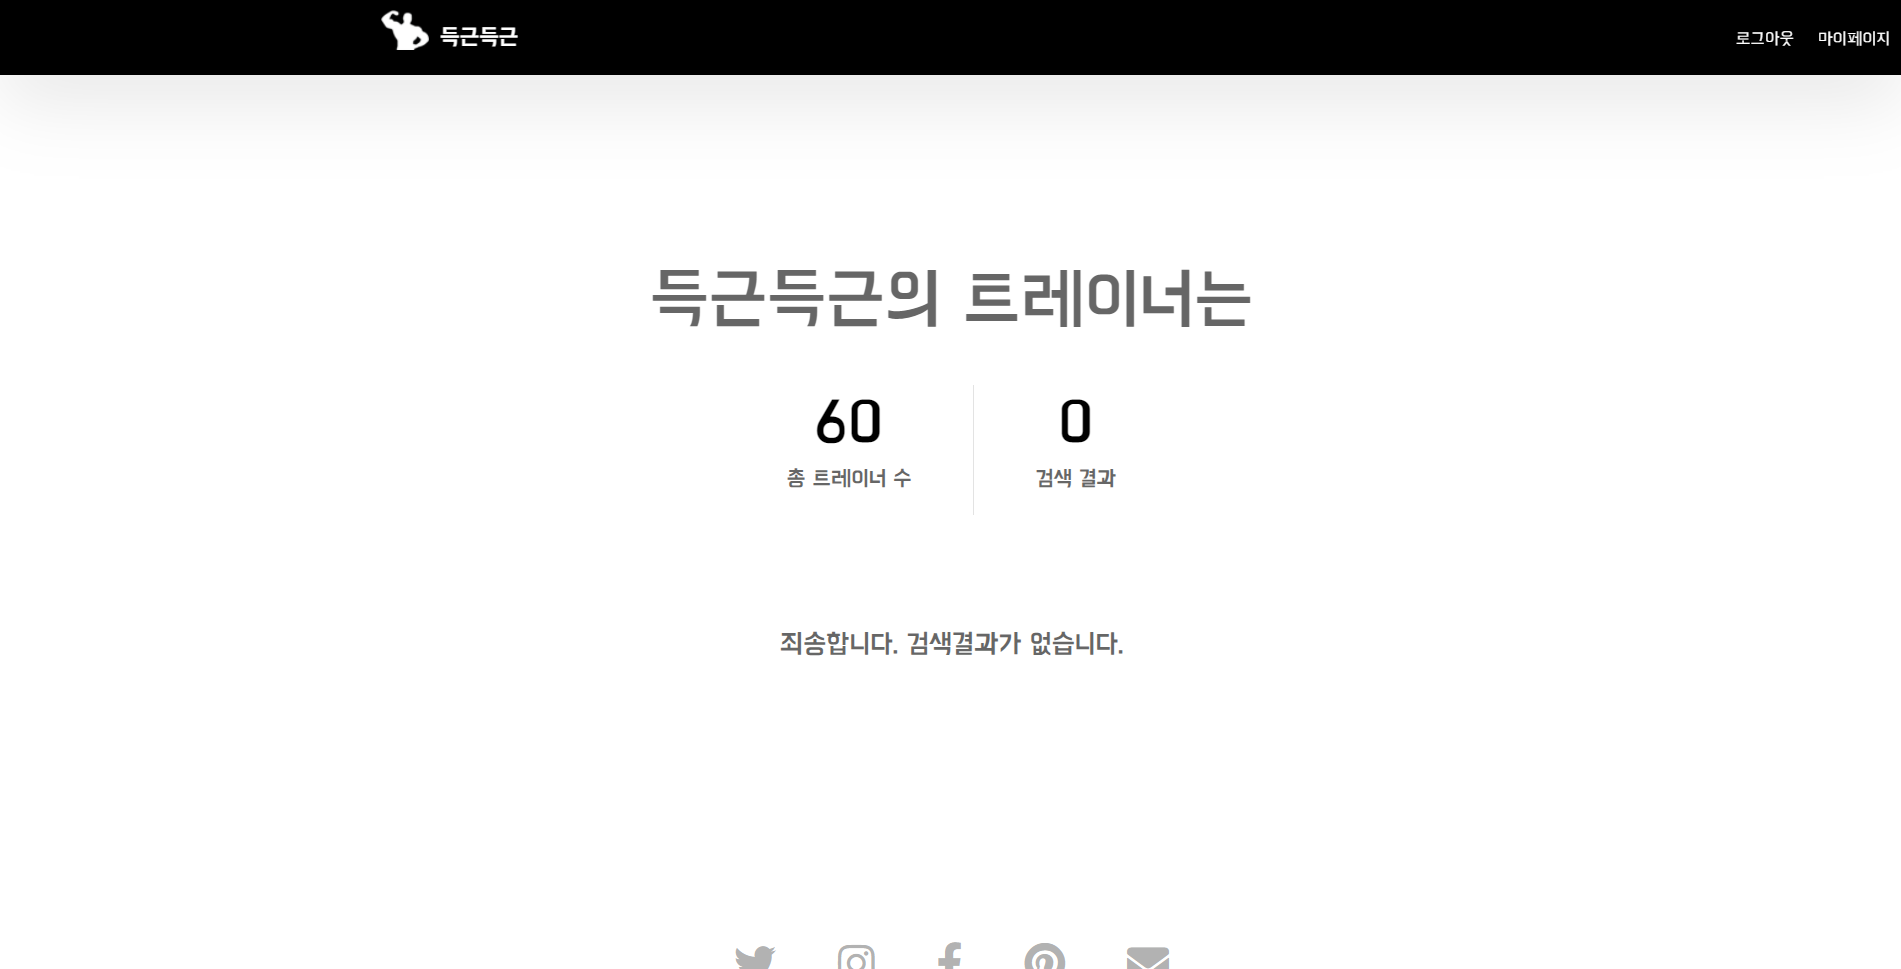 득근득근
로그아웃 마이페이지
득근득근의 트레이너는
60 0
총 트레이너 수 검색 결과
죄송합니다. 검색결과가 없습니다.